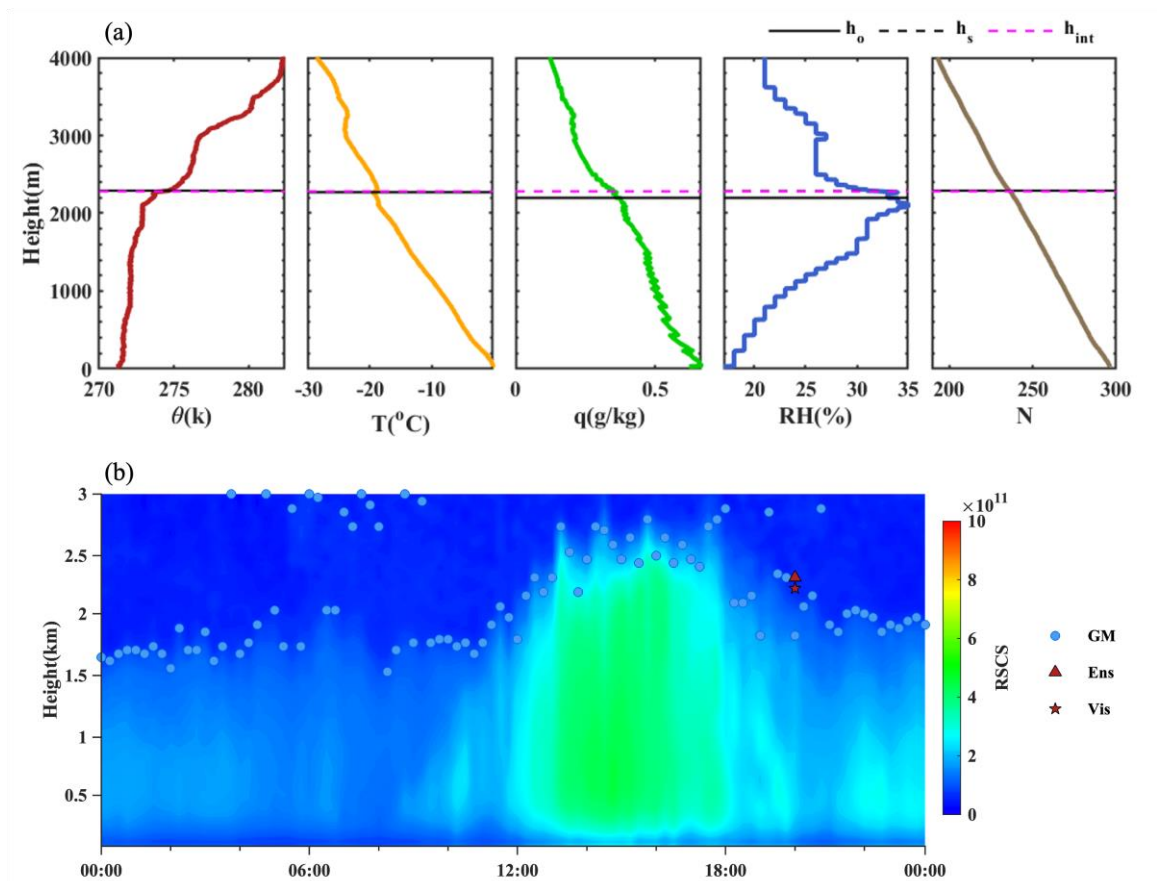 (a)
h_o h_s h_int
4000
3000
2000
1000
0
Height(m)
270 275 280
θ(k)
-30 -20 -10
T(°C)
0 0.5
q(g/kg)
20 25 30 35
RH(%)
200 250 300
N
(b)
3
2.5
2
1.5
1
0.5
Height(km)
00:00 06:00 12:00 18:00 00:00
×10¹¹
10
8
6
4
2
0
RSCS
GM
Ens
Vis